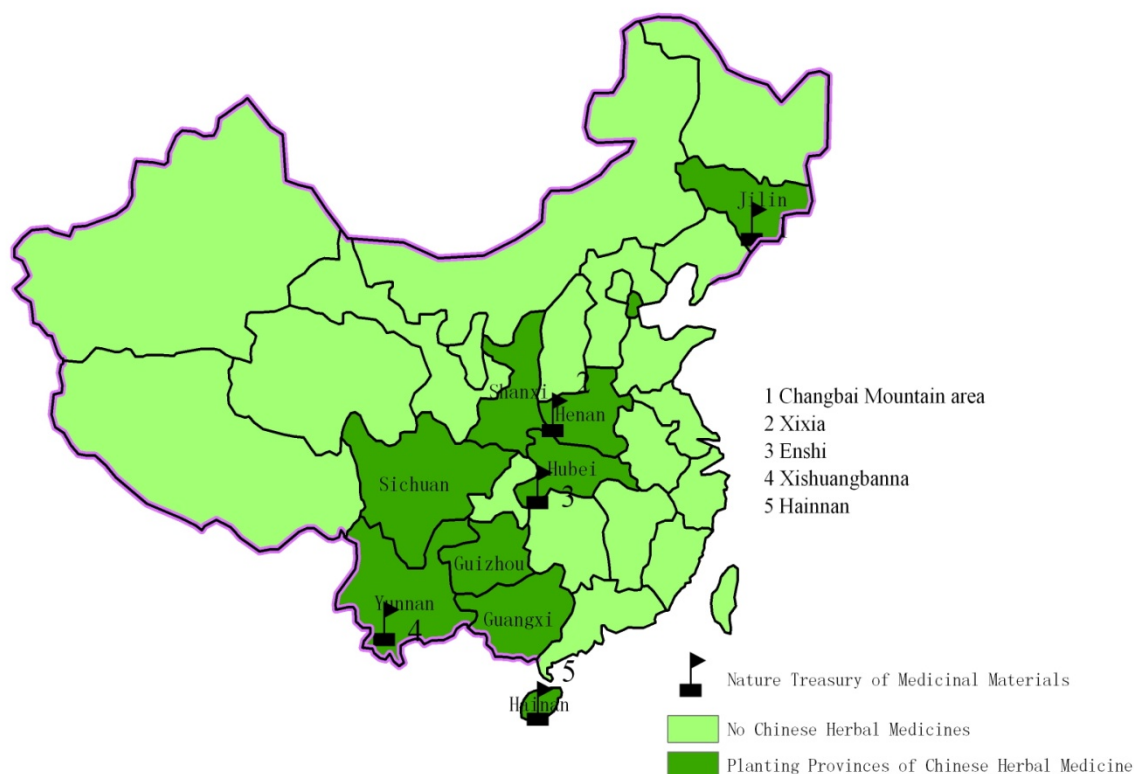 Jilin
1
2
Shanxi
Henan
Hubei
3
Sichuan
Guizhou
Yunnan
4
Guangxi
5
Hainan
1 Changbai Mountain area
2 Xixia
3 Enshi
4 Xishuangbanna
5 Hainnan
Nature Treasury of Medicinal Materials
No Chinese Herbal Medicines
Planting Provinces of Chinese Herbal Medicine